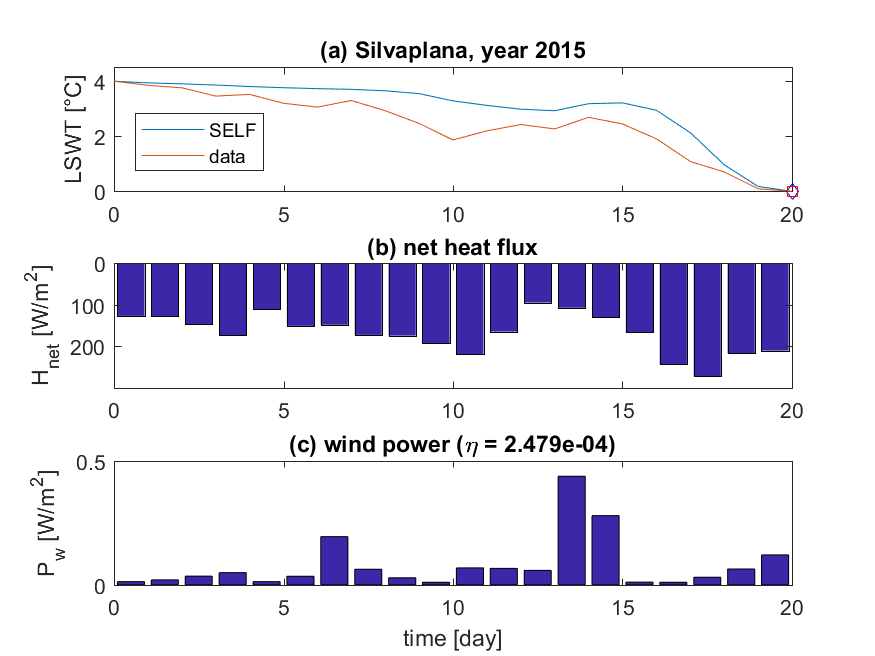 (a) Silvaplana, year 2015
LSWT [°C]
4
2
0
SELF
data
0 5 10 15 20
(b) net heat flux
H_net [W/m²]
0
100
200
0 5 10 15 20
(c) wind power (η = 2.479e-04)
P_w [W/m²]
0.5
0
0 5 10 15 20
time [day]